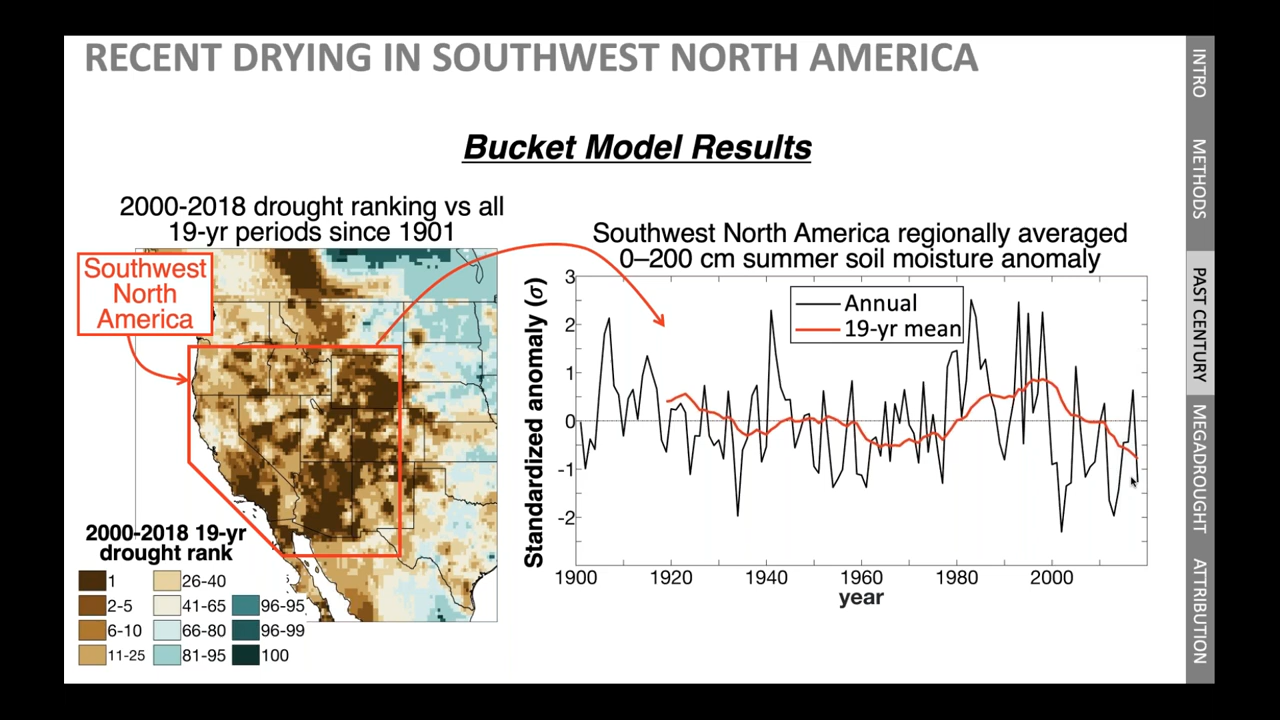 RECENT DRYING IN SOUTHWEST NORTH AMERICA
Bucket Model Results
2000-2018 drought ranking vs all
19-yr periods since 1901
Southwest
North
America
2000-2018 19-yr
drought rank
1
2-5
6-10
11-25
26-40
41-65
66-80
81-95
96-95
96-99
100
Southwest North America regionally averaged
0–200 cm summer soil moisture anomaly
Standardized anomaly (σ)
3
2
1
0
-1
-2
Annual
19-yr mean
1900
1920
1940
1960
1980
2000
year
INTRO
METHODS
PAST CENTURY
MEGADROUGHT
ATTRIBUTION